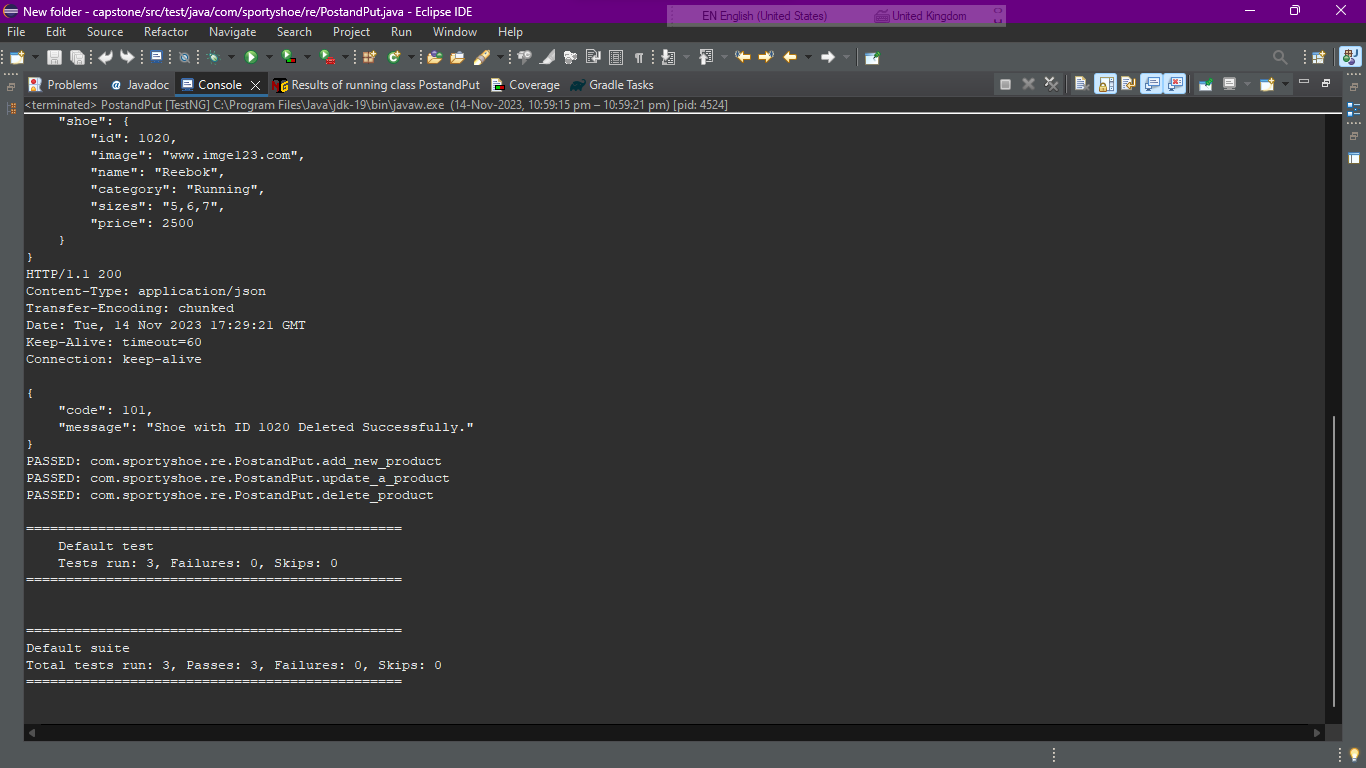 New folder - capstone/src/test/java/com/sportyshoe/re/PostandPut.java - Eclipse IDE
EN English (United States) United Kingdom
File Edit Source Refactor Navigate Search Project Run Window Help
Problems Javadoc Console Results of running class PostandPut Coverage Gradle Tasks
<terminated> PostandPut [TestNG] C:\Program Files\Java\jdk-19\bin\javaw.exe (14-Nov-2023, 10:59:15 pm – 10:59:21 pm) [pid: 4524]
"shoe": {
"id": 1020,
"image": "www.imge123.com",
"name": "Reebok",
"category": "Running",
"sizes": "5,6,7",
"price": 2500
}
}
HTTP/1.1 200
Content-Type: application/json
Transfer-Encoding: chunked
Date: Tue, 14 Nov 2023 17:29:21 GMT
Keep-Alive: timeout=60
Connection: keep-alive
{
"code": 101,
"message": "Shoe with ID 1020 Deleted Successfully."
}
PASSED: com.sportyshoe.re.PostandPut.add_new_product
PASSED: com.sportyshoe.re.PostandPut.update_a_product
PASSED: com.sportyshoe.re.PostandPut.delete_product
===============================================
Default test
Tests run: 3, Failures: 0, Skips: 0
===============================================
===============================================
Default suite
Total tests run: 3, Passes: 3, Failures: 0, Skips: 0
===============================================